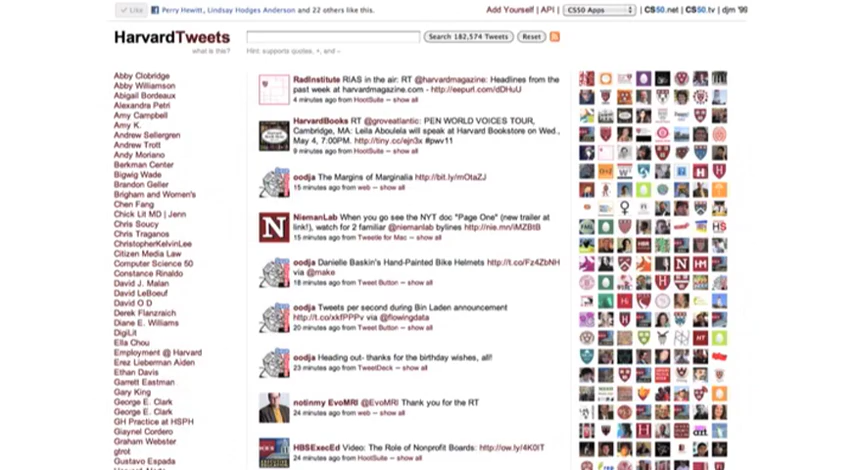 Like
Perry Hewitt, Lindsay Hodges Anderson and 22 others like this.
Add Yourself | API | CS50 Apps | CS50.net | CS50.tv | djm '99
HarvardTweets
what is this?
Search 182,574 Tweets
Reset
Hint: supports quotes, +, and –
Abby Clobridge
Abby Williamson
Abigail Bordeaux
Alexandra Petri
Amy Campbell
Amy K.
Andrew Sellergren
Andrew Trott
Andy Moriano
Berkman Center
Bigwig Wade
Brandon Geller
Brigham and Women's
Chen Fang
Chick Lit MD | Jenn
Chris Soucy
Chris Traganos
ChristopherKelvinLee
Citizen Media Law
Computer Science 50
Constance Rinaldo
David J. Malan
David LeBoeuf
David O D
Derek Flanzraich
Diane E. Williams
DigiLit
Ella Chou
Employment @ Harvard
Erez Lieberman Aiden
Ethan Davis
Garrett Eastman
Gary King
George E. Clark
George E. Clark
GH Practice at HSPH
Giaynel Cordero
Graham Webster
gtrot
Gustavo Espada
RadInstitute RIAS in the air: RT @harvardmagazine: Headlines from the
past week at harvardmagazine.com - http://eepurl.com/dDHuU
4 minutes ago from HootSuite – show all
HarvardBooks RT @groveatlantic: PEN WORLD VOICES TOUR,
Cambridge, MA: Leila Aboulela will speak at Harvard Bookstore on Wed.,
May 4, 7:00PM. http://tiny.cc/ejn3x #pwv11
9 minutes ago from HootSuite – show all
oodja The Margins of Marginalia http://bit.ly/mOtaZJ
15 minutes ago from web – show all
N
NiemanLab When you go see the NYT doc "Page One" (new trailer at
link!), watch for 2 familiar @niemanlab bylines http://nie.mn/iMZBtB
15 minutes ago from Tweetie for Mac – show all
oodja Daniele Baskin's Hand-Painted Bike Helmets http://t.co/Fz4ZbNH
via @make
18 minutes ago from Tweet Button – show all
oodja Tweets per second during Bin Laden announcement
http://t.co/xkfPPPv via @flowingdata
20 minutes ago from Tweet Button – show all
oodja Heading out- thanks for the birthday wishes, all!
23 minutes ago from TweetDeck – show all
notinmy EvoMRI @EvoMRI Thank you for the RT
24 minutes ago from web – show all
HBSExecEd Video: The Role of Nonprofit Boards: http://ow.ly/4K0IT
24 minutes ago from HootSuite – show all